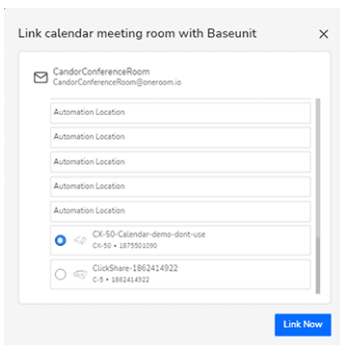 Link calendar meeting room with Baseunit
CandorConferenceRoom
CandorConferenceRoom@oneroom.io
Automation Location
Automation Location
Automation Location
Automation Location
Automation Location
CX-50-Calendar-demo-dont-use
CX-50 • 1875501090
ClickShare-1862414922
C-5 • 1862414922
Link Now